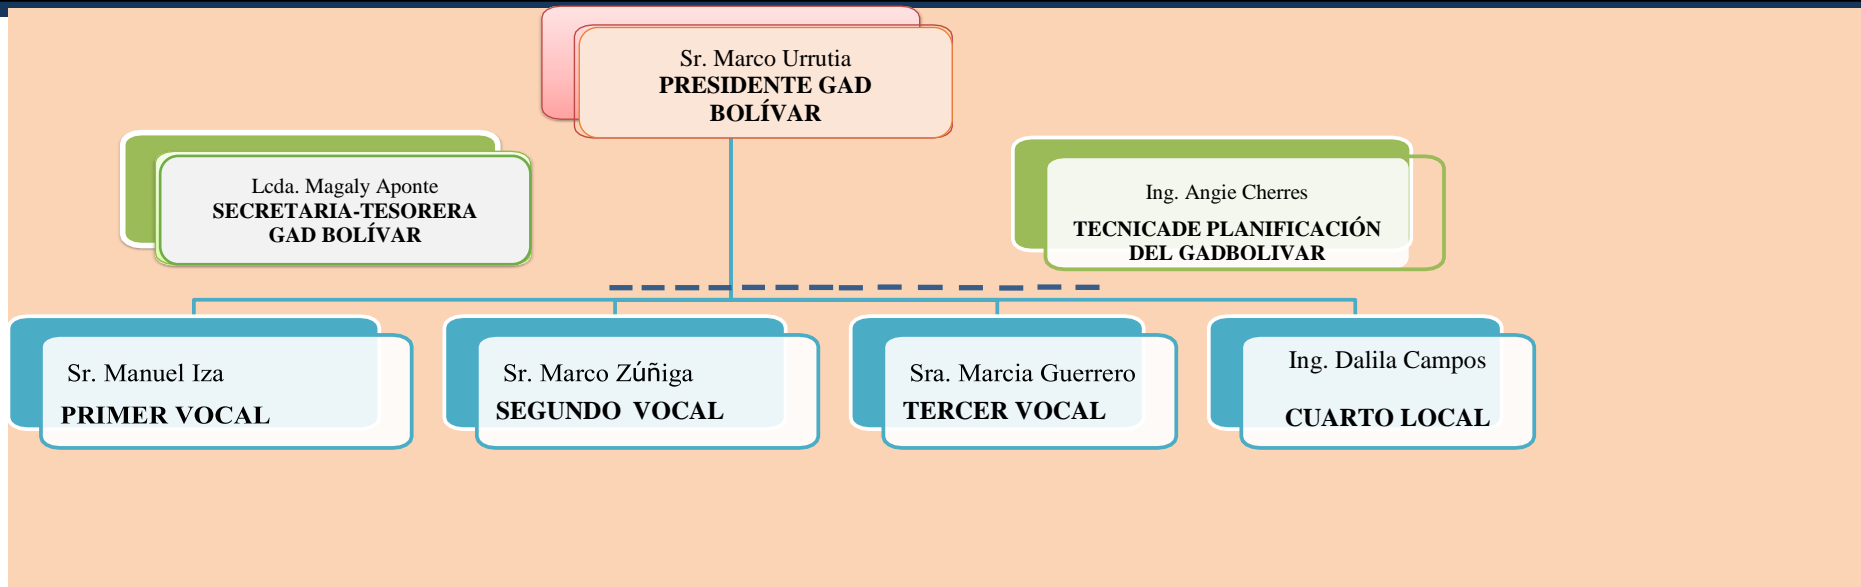 Sr. Marco Urrutia
PRESIDENTE GAD
BOLÍVAR
Lcda. Magaly Aponte
SECRETARIA-TESORERA
GAD BOLÍVAR
Ing. Angie Cherres
TECNICADE PLANIFICACIÓN
DEL GADBOLIVAR
Sr. Manuel Iza
PRIMER VOCAL
Sr. Marco Zúñiga
SEGUNDO VOCAL
Sra. Marcia Guerrero
TERCER VOCAL
Ing. Dalila Campos
CUARTO LOCAL